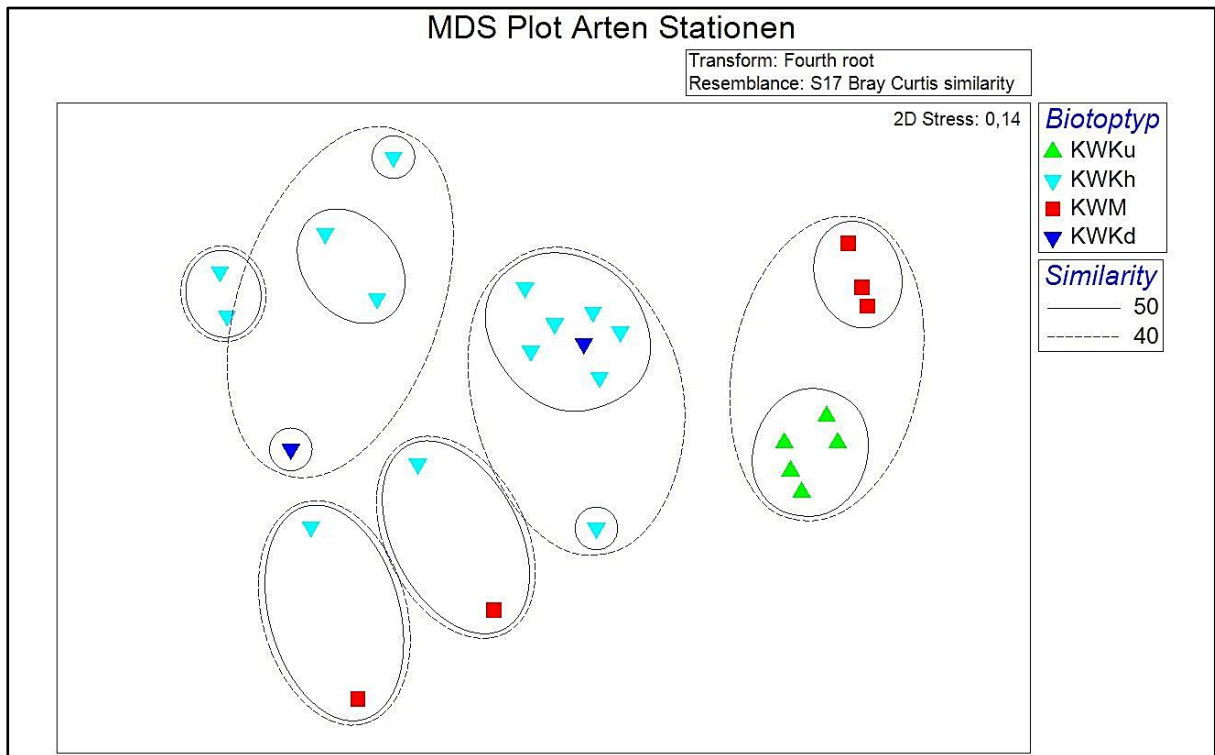 MDS Plot Arten Stationen
Transform: Fourth root
Resemblance: S17 Bray Curtis similarity
2D Stress: 0,14
Biotoptyp
KWKu
KWKh
KWM
KWKd
Similarity
50
40